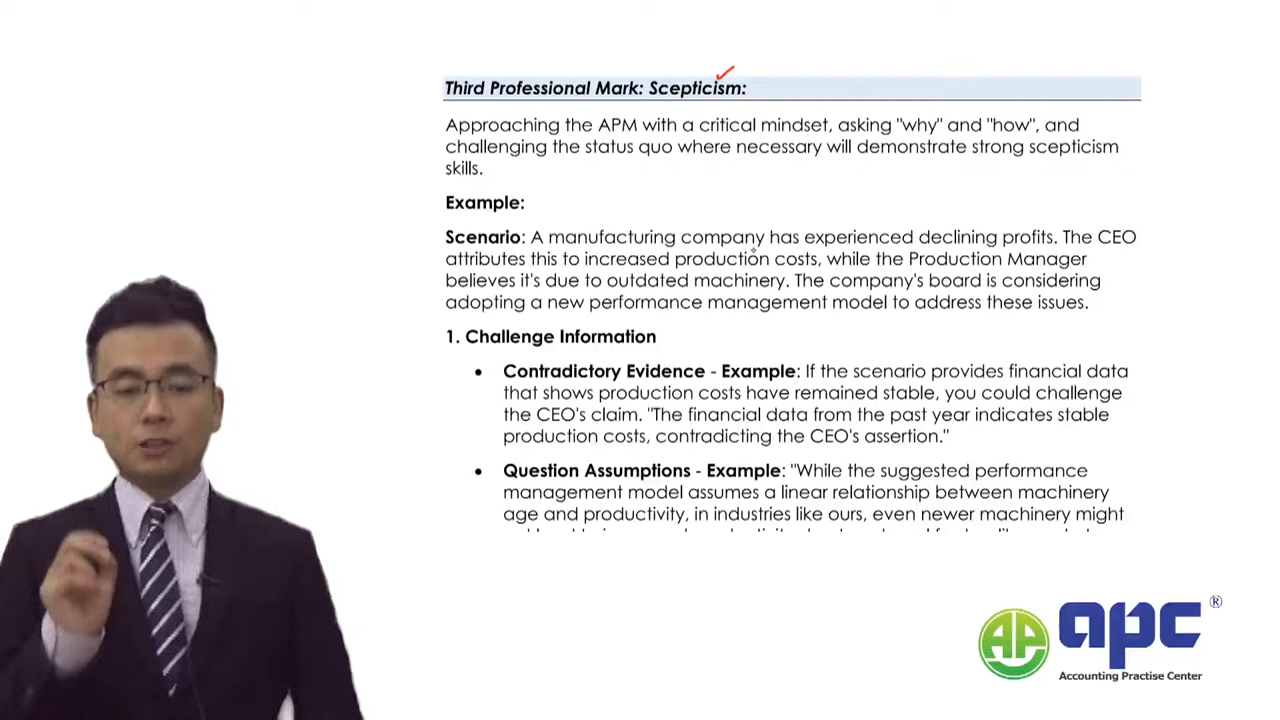 Third Professional Mark: Scepticism:
Approaching the APM with a critical mindset, asking "why" and "how", and
challenging the status quo where necessary will demonstrate strong scepticism
skills.
Example:
Scenario: A manufacturing company has experienced declining profits. The CEO
attributes this to increased production costs, while the Production Manager
believes it's due to outdated machinery. The company's board is considering
adopting a new performance management model to address these issues.
1. Challenge Information
• Contradictory Evidence - Example: If the scenario provides financial data
that shows production costs have remained stable, you could challenge
the CEO's claim. "The financial data from the past year indicates stable
production costs, contradicting the CEO's assertion."
• Question Assumptions - Example: "While the suggested performance
management model assumes a linear relationship between machinery
age and productivity, in industries like ours, even newer machinery might
AP apc ®
Accounting Practise Center